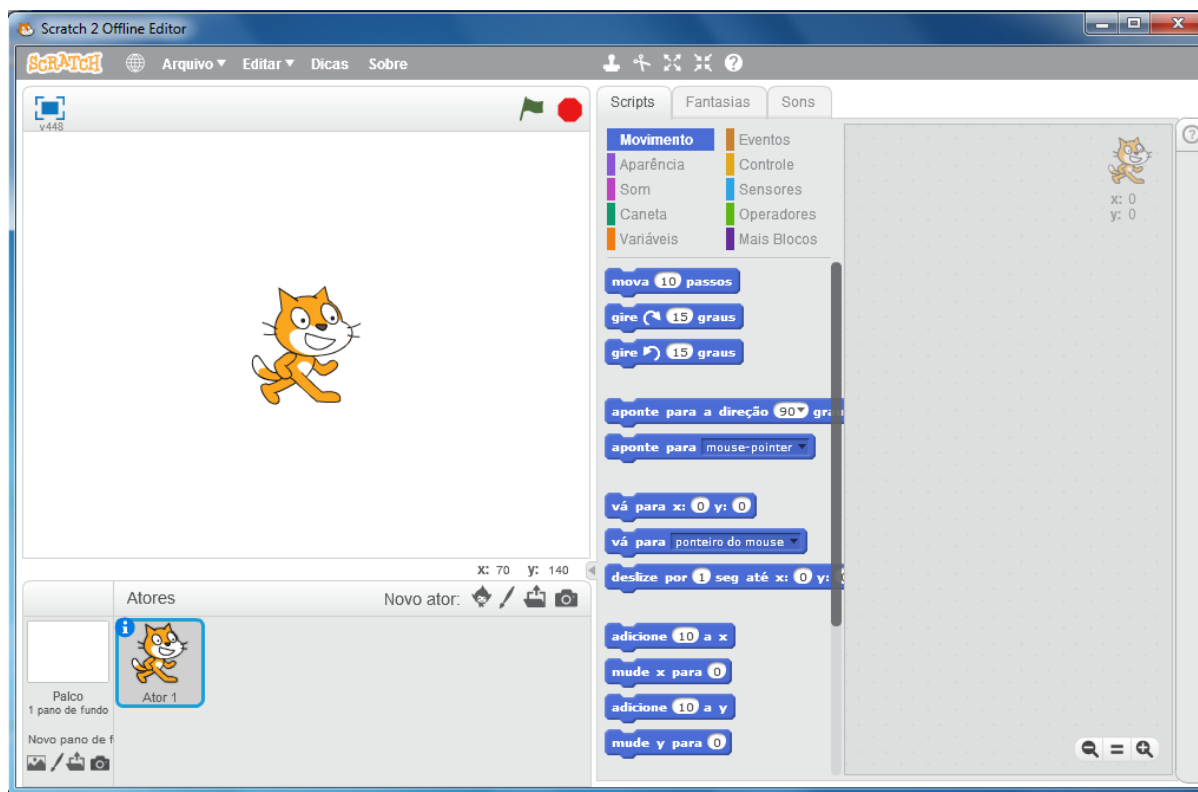 Scratch 2 Offline Editor
SCRATCH Arquivo Editar Dicas Sobre
v448
Scripts Fantasias Sons
Movimento Eventos
Aparência Controle
Som Sensores
Caneta Operadores
Variáveis Mais Blocos
x: 0
y: 0
mova 10 passos
gire 15 graus
gire 15 graus
aponte para a direção 90 grau
aponte para mouse-pointer
vá para x: 0 y: 0
vá para ponteiro do mouse
deslize por 1 seg até x: 0 y: 0
adicione 10 a x
mude x para 0
adicione 10 a y
mude y para 0
X: 70 y: 140
Atores Novo ator:
Palco
1 pano de fundo
Novo pano de f
Ator 1